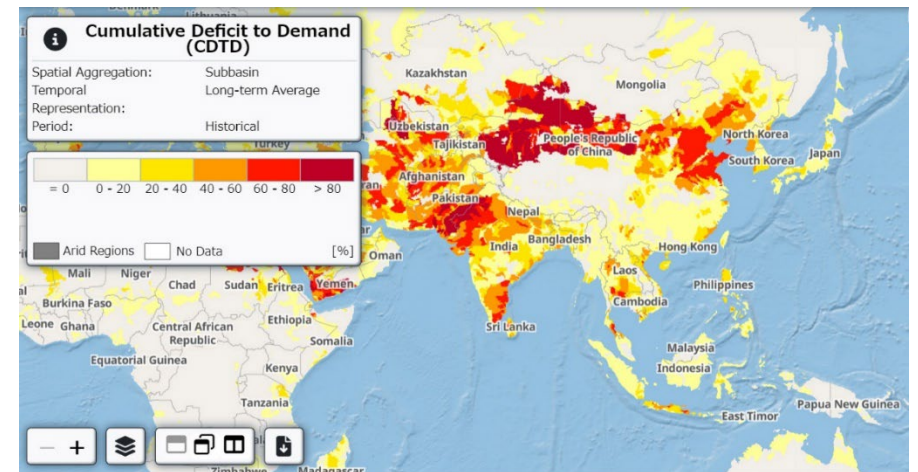 Cumulative Deficit to Demand
(CDTD)
Spatial Aggregation: Subbasin
Temporal Long-term Average
Representation:
Period: Historical
Turkey
= 0 0 - 20 20 - 40 40 - 60 60 - 80 > 80
Arid Regions No Data [%]
Kazakhstan
Mongolia
Uzbekistan
Tajikistan
People's Republic
of China
North Korea
South Korea
Japan
Afghanistan
Pakistan
Nepal
Oman
India
Bangladesh
Hong Kong
Mali
Niger
Chad
Sudan
Eritrea
Yemen
Laos
Philippines
Burkina Faso
Leone
Ghana
Central African
Republic
Ethiopia
Somalia
Sri Lanka
Cambodia
Equatorial Guinea
Kenya
Malaysia
Indonesia
Tanzania
East Timor
Papua New Guinea
Zimbabwe
Madagascar